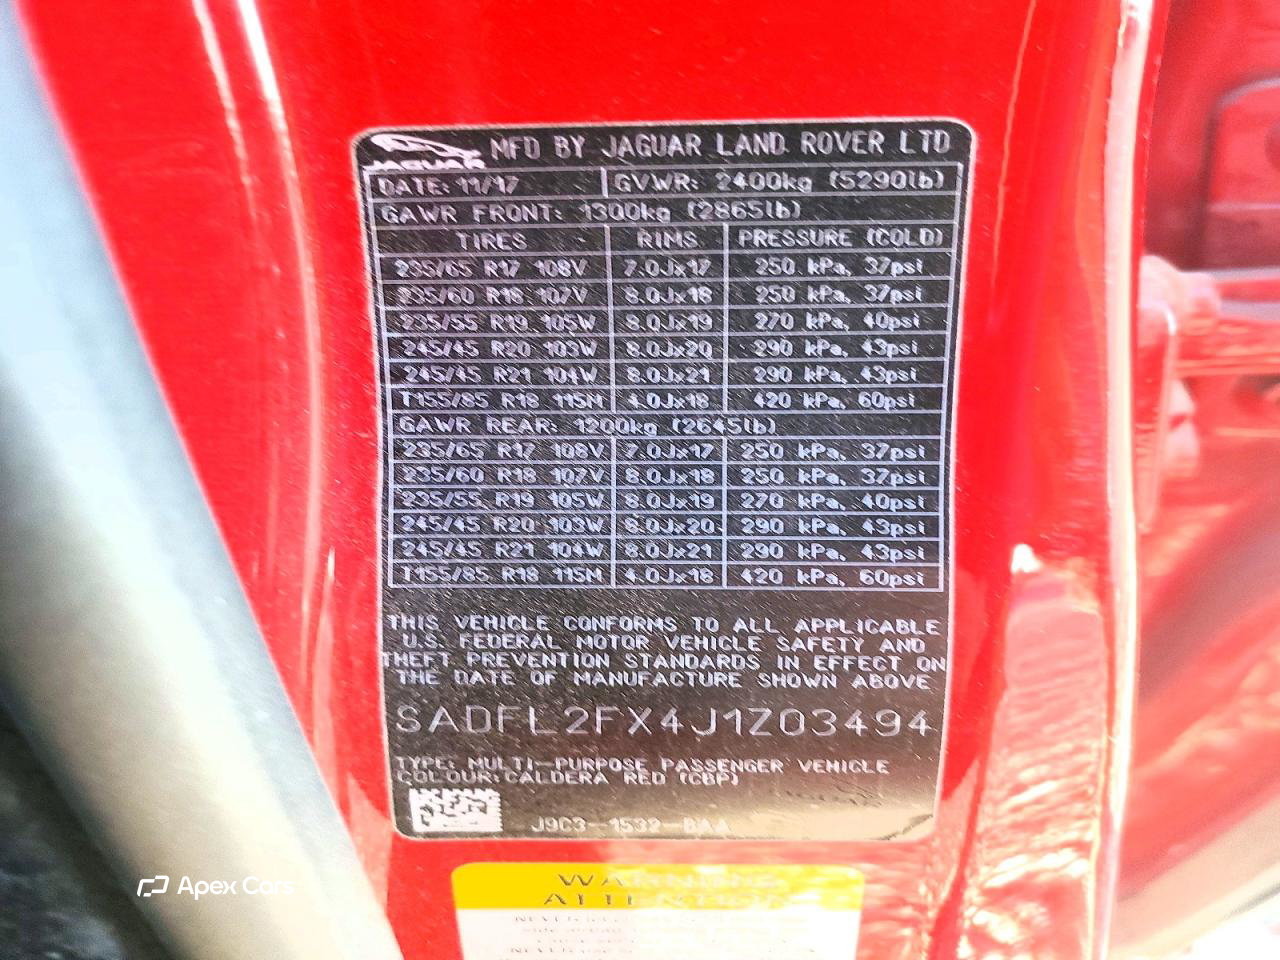 JAGUAR MFD BY JAGUAR LAND ROVER LTD
DATE: 11/17 GVWR: 2400kg (5290lb)
GAWR FRONT: 1300kg (2865lb)
TIRES RIMS PRESSURE (COLD)
235/65 R17 108V 7.0Jx17 250 kPa, 37psi
235/60 R18 107V 8.0Jx18 250 kPa, 37psi
235/55 R19 105W 8.0Jx19 270 kPa, 40psi
245/45 R20 103W 8.0Jx20 290 kPa, 43psi
245/45 R21 104W 8.0Jx21 290 kPa, 43psi
T155/85 R18 115M 4.0Jx18 420 kPa, 60psi
GAWR REAR: 1200kg (2645lb)
235/65 R17 108V 7.0Jx17 250 kPa, 37psi
235/60 R18 107V 8.0Jx18 250 kPa, 37psi
235/55 R19 105W 8.0Jx19 270 kPa, 40psi
245/45 R20 103W 8.0Jx20 290 kPa, 43psi
245/45 R21 104W 8.0Jx21 290 kPa, 43psi
T155/85 R18 115M 4.0Jx18 420 kPa, 60psi
THIS VEHICLE CONFORMS TO ALL APPLICABLE
U.S. FEDERAL MOTOR VEHICLE SAFETY AND
THEFT PREVENTION STANDARDS IN EFFECT ON
THE DATE OF MANUFACTURE SHOWN ABOVE
SADFL2FX4J1Z03494
TYPE: MULTI-PURPOSE PASSENGER VEHICLE
COLOUR: CALDERA RED (CBP)
JAGUAR
J9C3-1532-BAA
WARNING
ATTENTION
Apex Cars